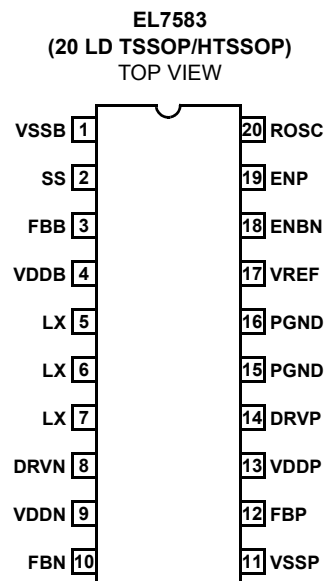 EL7583
(20 LD TSSOP/HTSSOP)
TOP VIEW
VSSB 1 20 ROSC
SS 2 19 ENP
FBB 3 18 ENBN
VDDB 4 17 VREF
LX 5 16 PGND
LX 6 15 PGND
LX 7 14 DRVP
DRVN 8 13 VDDP
VDDN 9 12 FBP
FBN 10 11 VSSP